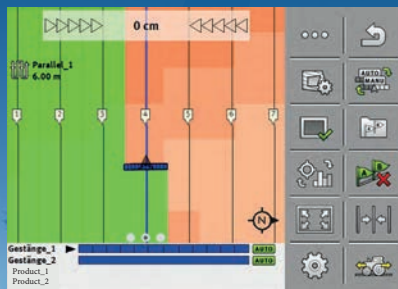 0 cm
Parallel_1
6.00 m
AUTO
MANU
1 2 3 4 5 6 7
A B
N
Gestänge_1 AUTO
Gestänge_2 AUTO
Product_1
Product_2